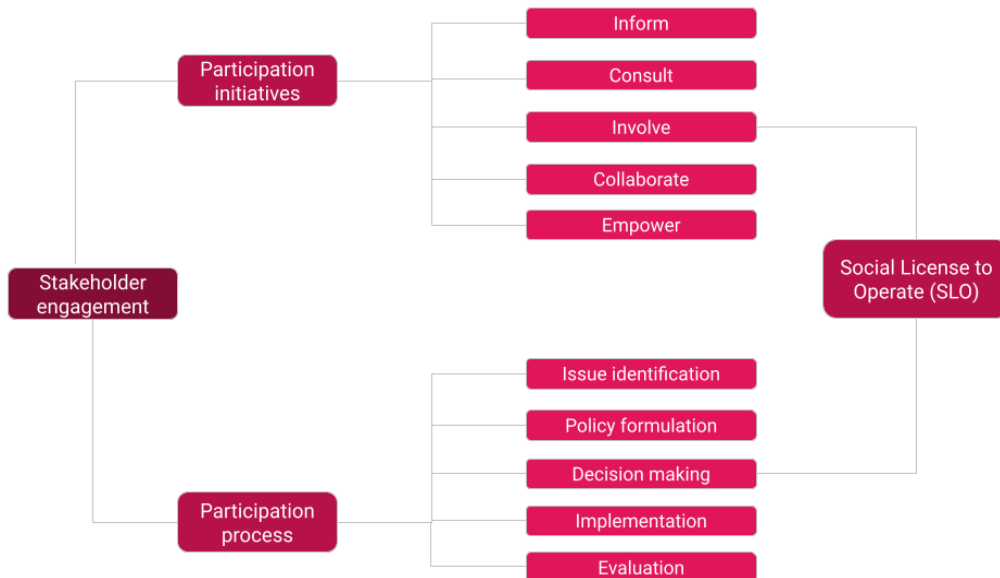 Inform
Participation
initiatives
Consult
Involve
Collaborate
Empower
Stakeholder
engagement
Social License to
Operate (SLO)
Issue identification
Policy formulation
Decision making
Participation
process
Implementation
Evaluation